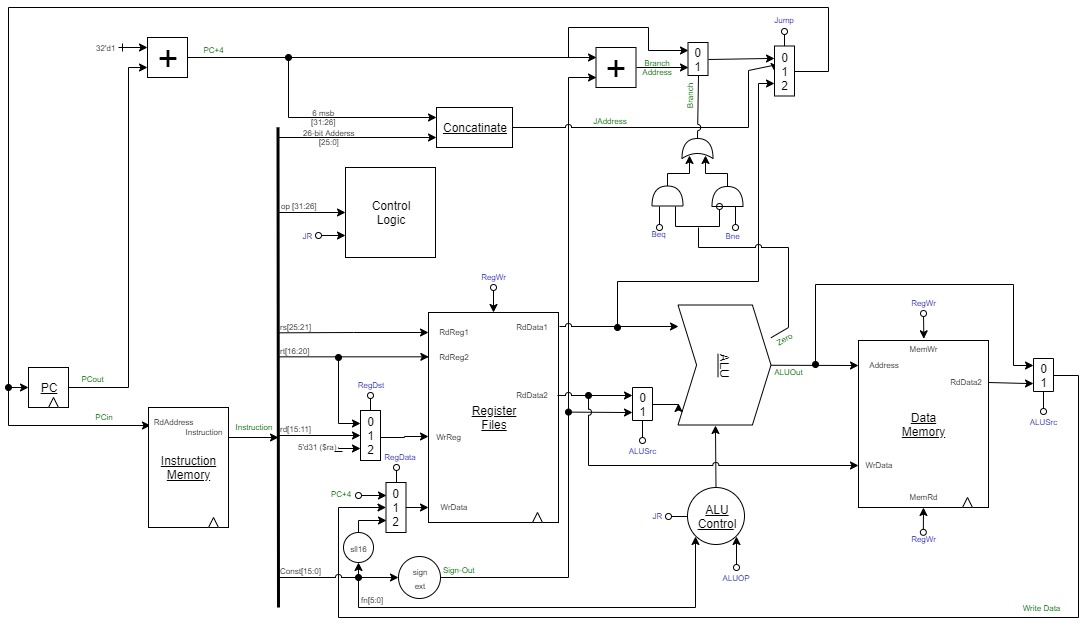 Jump
32'd1
+
PC+4
+
Branch
Address
0
1
0
1
2
Branch
6 msb
[31:26]
26-bit Adderss
[25:0]
Concatinate
JAddress
op [31:26]
JR
Control
Logic
Beq
Bne
RegWr
rs[25:21]
rt[16:20]
RdReg1
RdReg2
RdData1
RdData2
Register
Files
WrReg
WrData
ALU
Zero
ALUOut
RegWr
MemWr
Address
RdData2
Data
Memory
WrData
MemRd
RegWr
0
1
ALUSrc
PC
PCout
PCin
RdAddress
Instruction
Instruction
Memory
Instruction
RegDst
0
1
2
rd[15:11]
5'd31 ($ra)
RegData
PC+4
0
1
2
0
1
ALUSrc
JR
ALU
Control
ALUOP
sll16
sign
ext
Sign-Out
Const[15:0]
fn[5:0]
Write Data